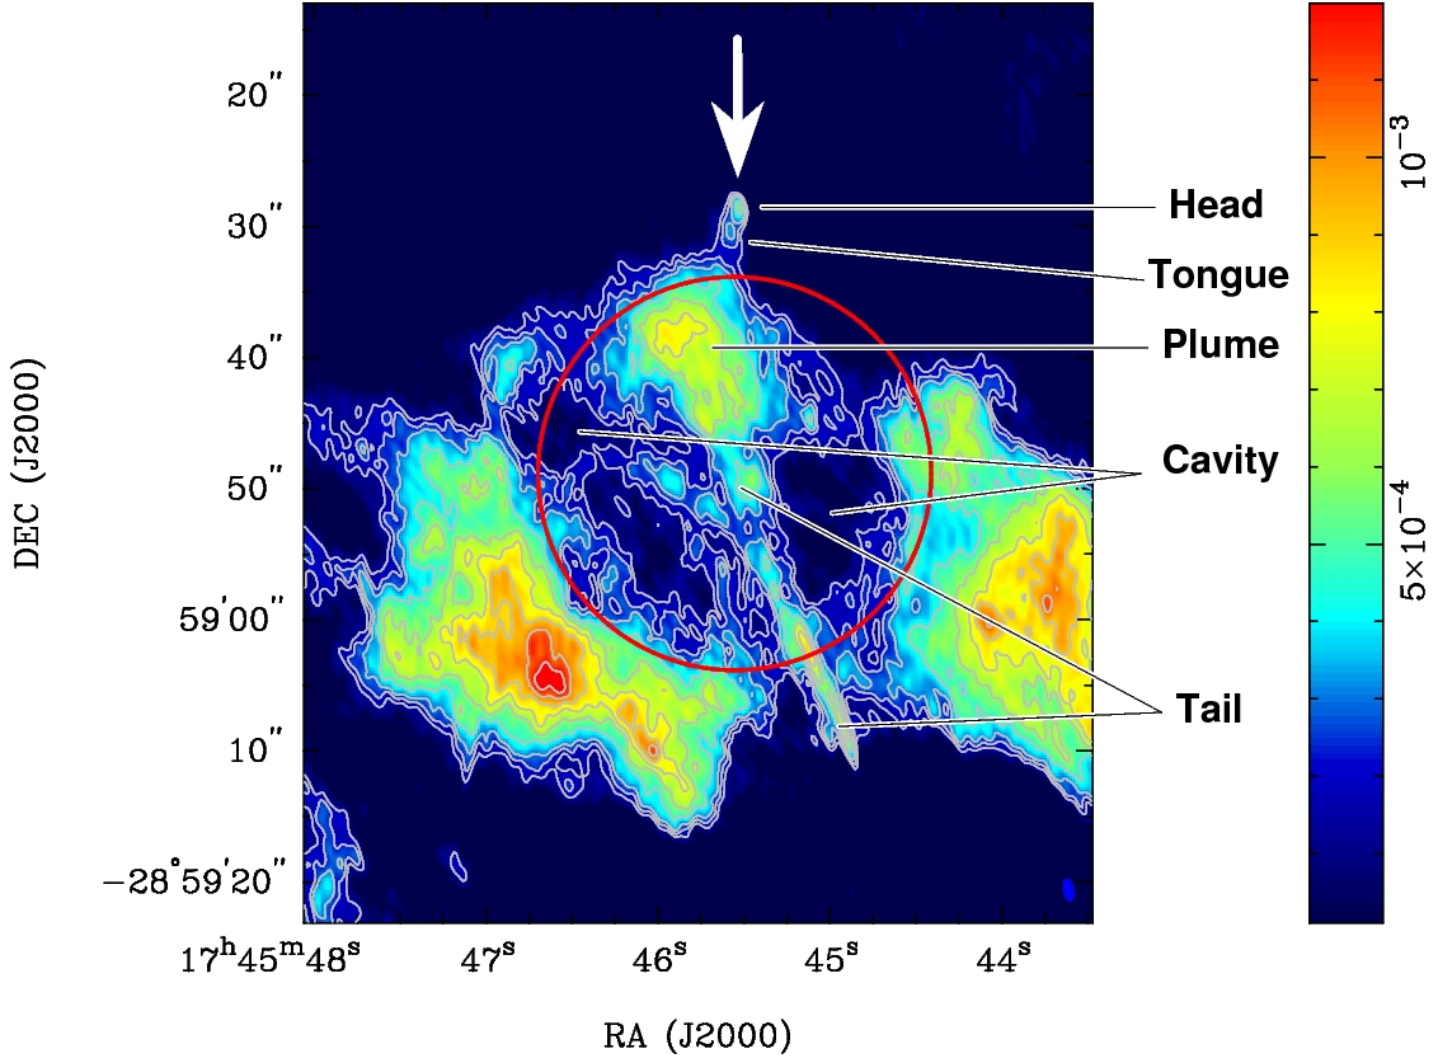 20″
30″
40″
50″
59′00″
10″
−28°59′20″
17ʰ45ᵐ48ˢ
47ˢ
46ˢ
45ˢ
44ˢ
RA (J2000)
DEC (J2000)
Head
Tongue
Plume
Cavity
Tail
10⁻³
5×10⁻⁴